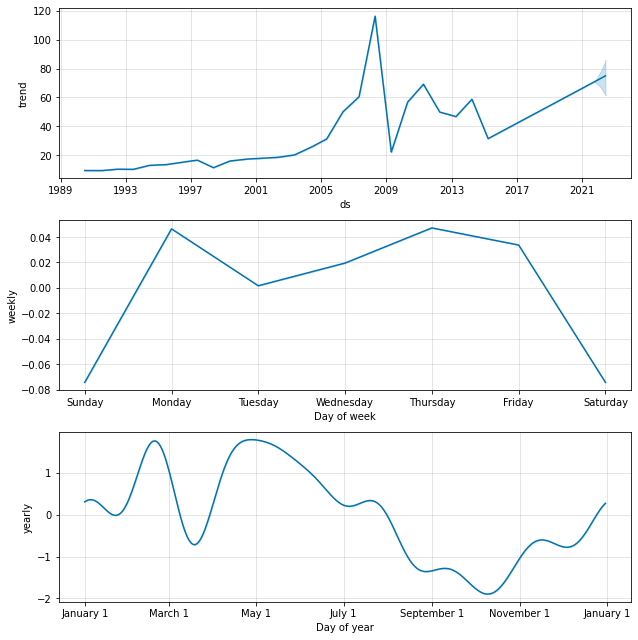 120
100
80
60
40
20
trend
1989 1993 1997 2001 2005 2009 2013 2017 2021
ds
0.04
0.02
0.00
−0.02
−0.04
−0.06
−0.08
weekly
Sunday Monday Tuesday Wednesday Thursday Friday Saturday
Day of week
1
0
−1
−2
yearly
January 1 March 1 May 1 July 1 September 1 November 1 January 1
Day of year